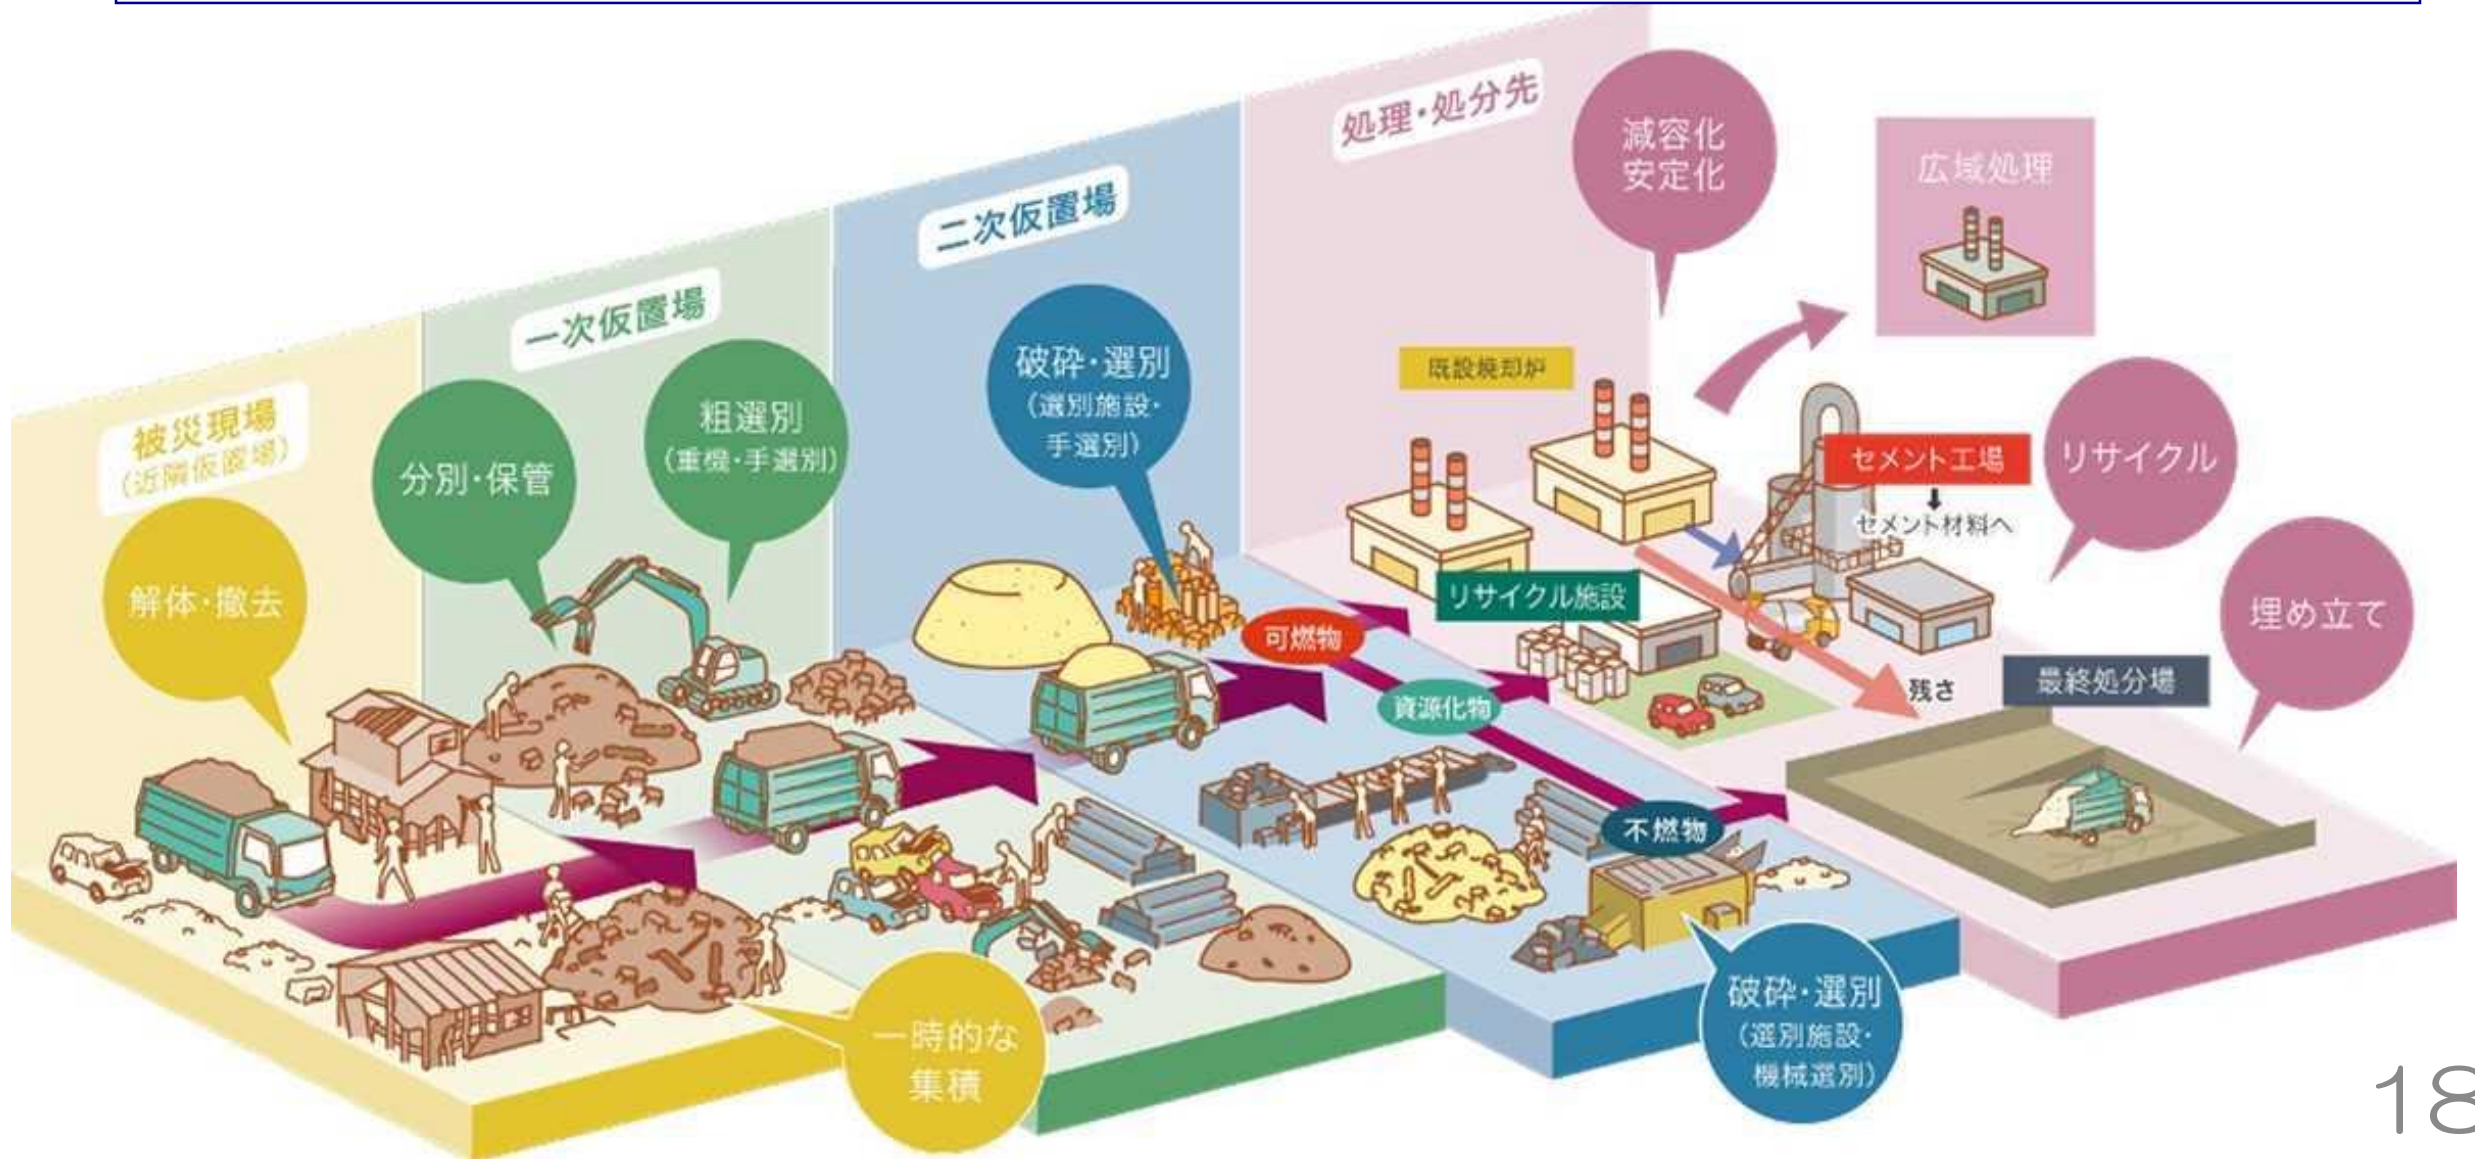 被災現場
(近隣仮置場)
解体・撤去
一時的な
集積
一次仮置場
分別・保管
粗選別
(重機・手選別)
二次仮置場
破砕・選別
(選別施設・
手選別)
可燃物
資源化物
不燃物
破砕・選別
(選別施設・
機械選別)
処理・処分先
減容化
安定化
広域処理
既設焼却炉
セメント工場
セメント材料へ
リサイクル
リサイクル施設
残さ
最終処分場
埋め立て
18